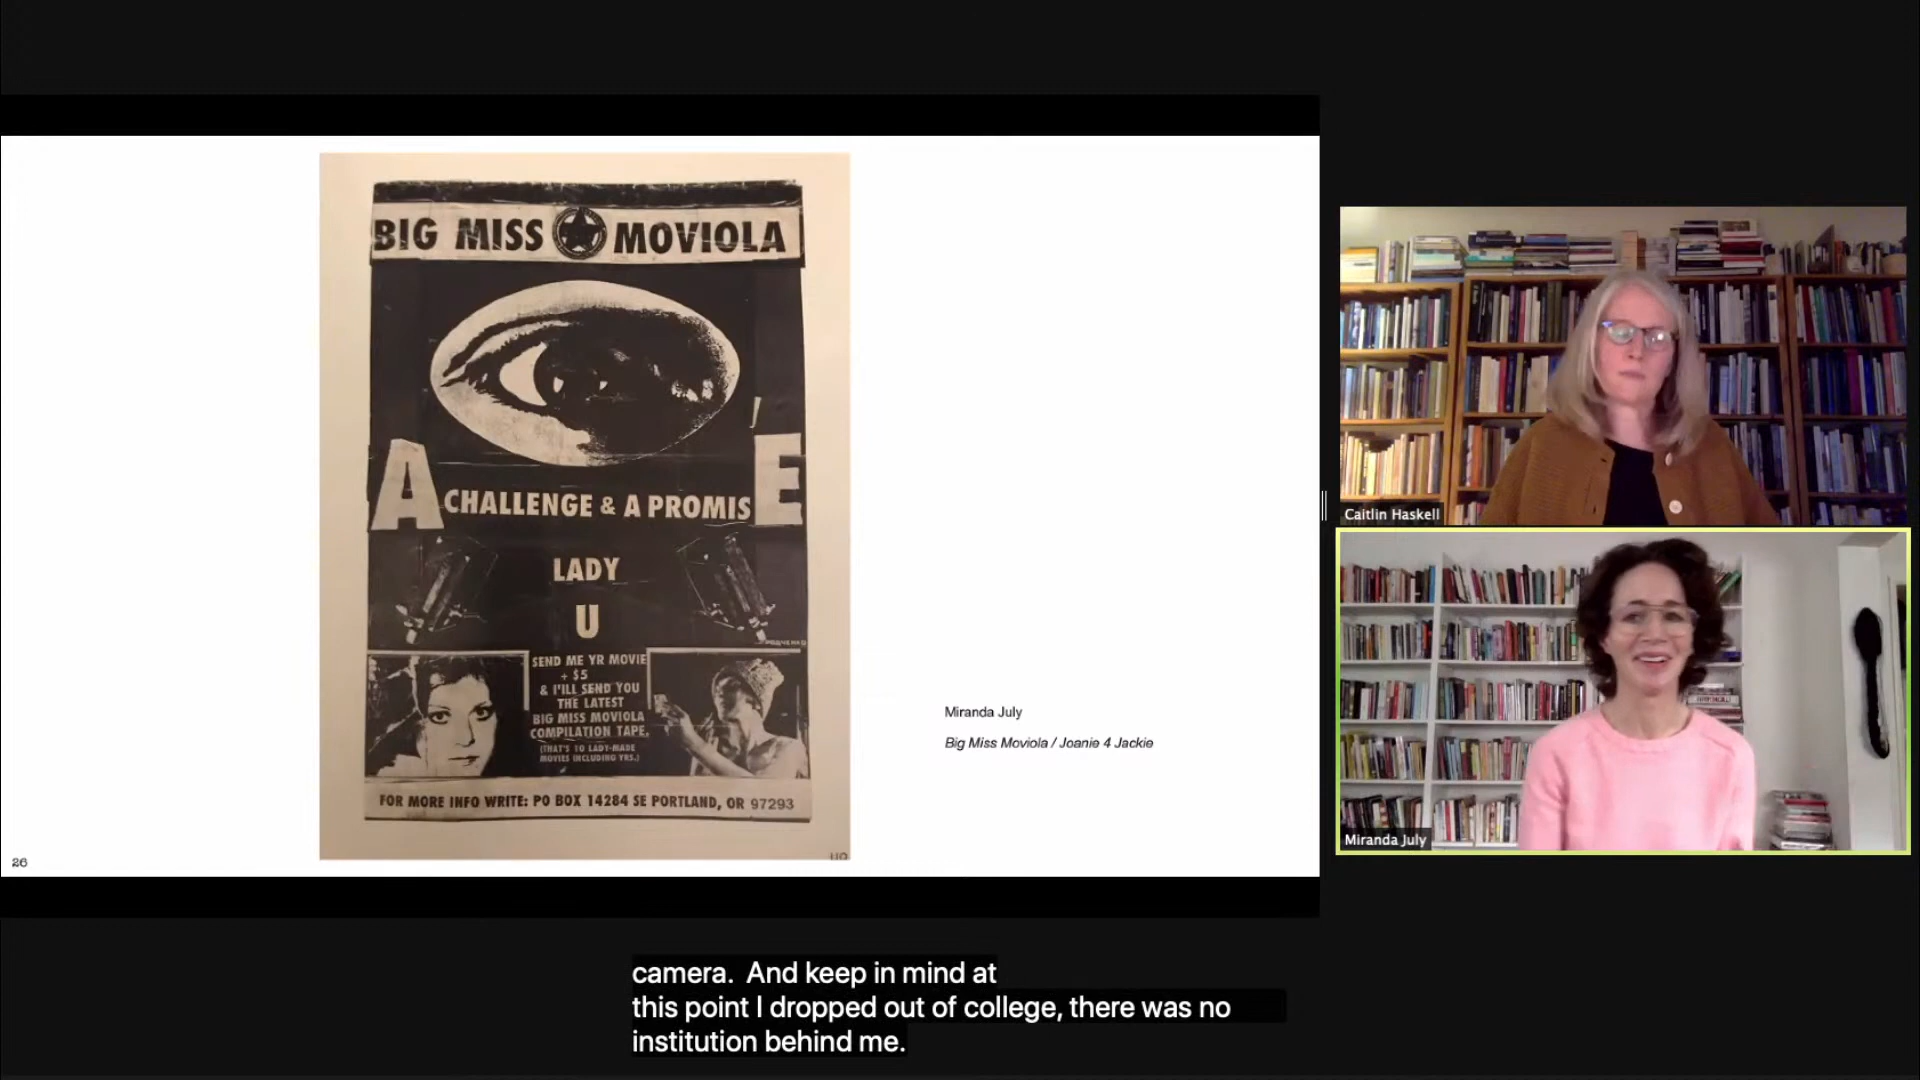 BIG MISS MOVIOLA
A CHALLENGE & A PROMISE
LADY
U
SEND ME YR MOVIE
+ $5
& I'LL SEND YOU
THE LATEST
BIG MISS MOVIOLA
COMPILATION TAPE.
(THAT'S 10 LADY-MADE
MOVIES INCLUDING YRS.)
FOR MORE INFO WRITE: PO BOX 14284 SE PORTLAND, OR 97293
Miranda July
Big Miss Moviola / Joanie 4 Jackie
26
Caitlin Haskell
Miranda July
camera. And keep in mind at
this point I dropped out of college, there was no
institution behind me.